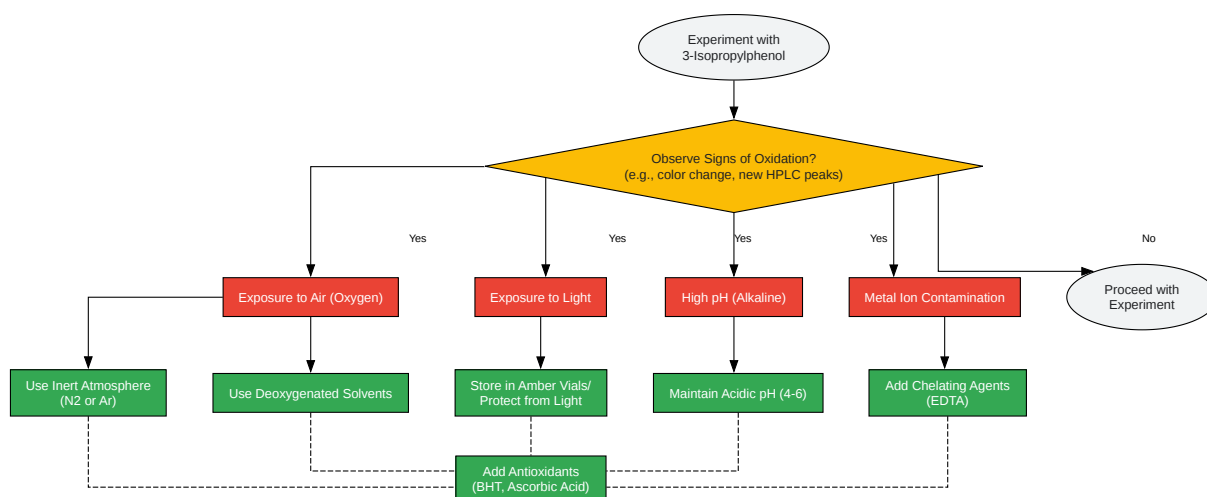 Experiment with
3-Isopropylphenol
Observe Signs of Oxidation?
(e.g., color change, new HPLC peaks)
Yes
Yes
Yes
Yes
No
Exposure to Air (Oxygen)
Exposure to Light
High pH (Alkaline)
Metal Ion Contamination
Proceed with
Experiment
Use Inert Atmosphere
(N2 or Ar)
Use Deoxygenated Solvents
Store in Amber Vials/
Protect from Light
Maintain Acidic pH (4-6)
Add Chelating Agents
(EDTA)
Add Antioxidants
(BHT, Ascorbic Acid)